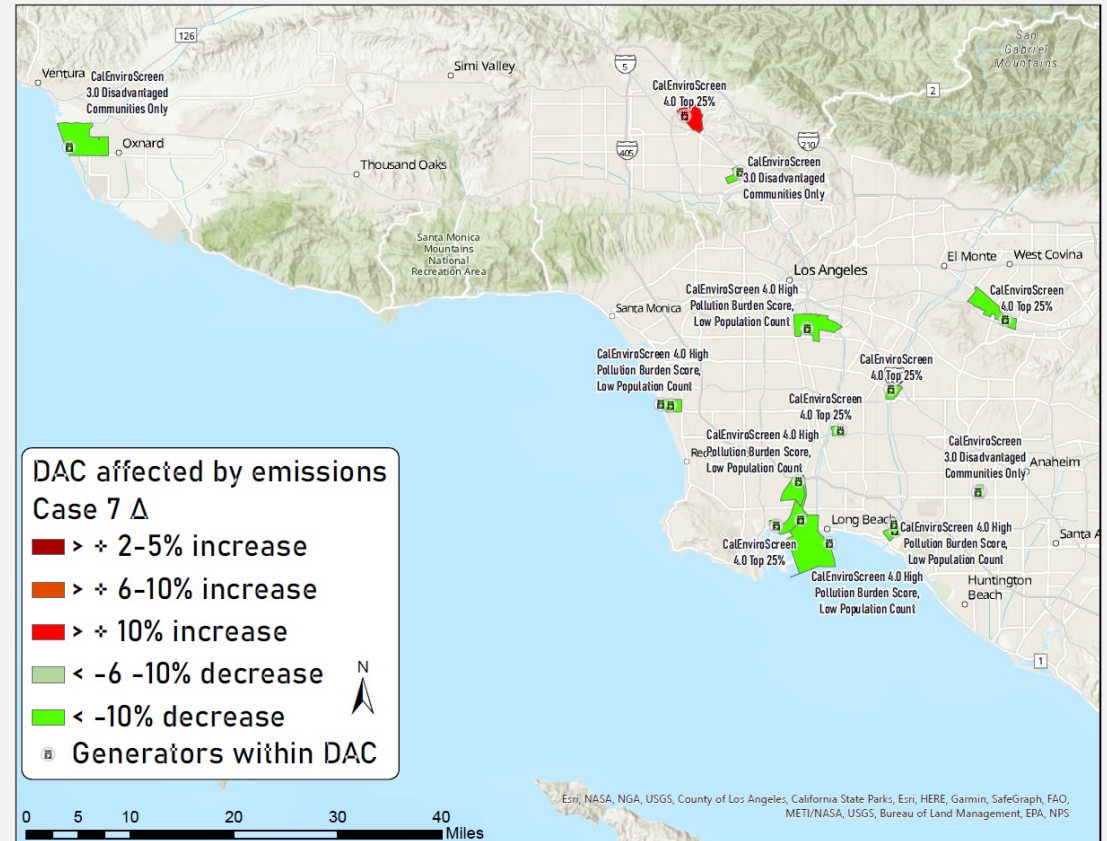 126
San
Gabriel
Mountains
Ventura
CalEnviroScreen
3.0 Disadvantaged
Communities Only
Simi Valley
5
CalEnviroScreen
4.0 Top 25%
2
Oxnard
Thousand Oaks
405
210
CalEnviroScreen
3.0 Disadvantaged
Communities Only
Santa Monica
Mountains
National
Recreation Area
Los Angeles
El Monte
West Covina
CalEnviroScreen 4.0 High
Pollution Burden Score,
Low Population Count
CalEnviroScreen
4.0 Top 25%
Santa Monica
CalEnviroScreen 4.0 High
Pollution Burden Score,
Low Population Count
CalEnviroScreen
4.0 Top 25%
CalEnviroScreen
4.0 Top 25%
CalEnviroScreen 4.0 High
Pollution Burden Score,
Low Population Count
CalEnviroScreen
3.0 Disadvantaged
Communities Only
Anaheim
Long Beach
CalEnviroScreen
4.0 Top 25%
CalEnviroScreen 4.0 High
Pollution Burden Score,
Low Population Count
Santa A
CalEnviroScreen 4.0 High
Pollution Burden Score,
Low Population Count
Huntington
Beach
1
DAC affected by emissions
Case 7 Δ
> + 2-5% increase
> + 6-10% increase
> + 10% increase
< -6 -10% decrease
< -10% decrease
Generators within DAC
N
0 5 10 20 30 40
Miles
Esri, NASA, NGA, USGS, County of Los Angeles, California State Parks, Esri, HERE, Garmin, SafeGraph, FAO,
METI/NASA, USGS, Bureau of Land Management, EPA, NPS